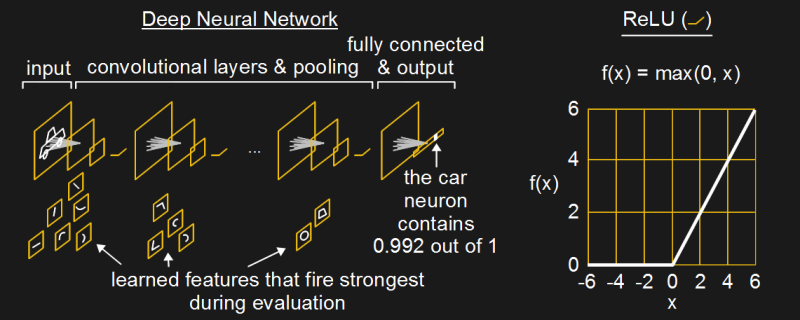 Deep Neural Network
input
convolutional layers & pooling
fully connected
& output
...
the car
neuron
contains
0.992 out of 1
learned features that fire strongest
during evaluation
ReLU ( )
f(x) = max(0, x)
f(x)
6
4
2
0
-6 -4 -2 0 2 4 6
x